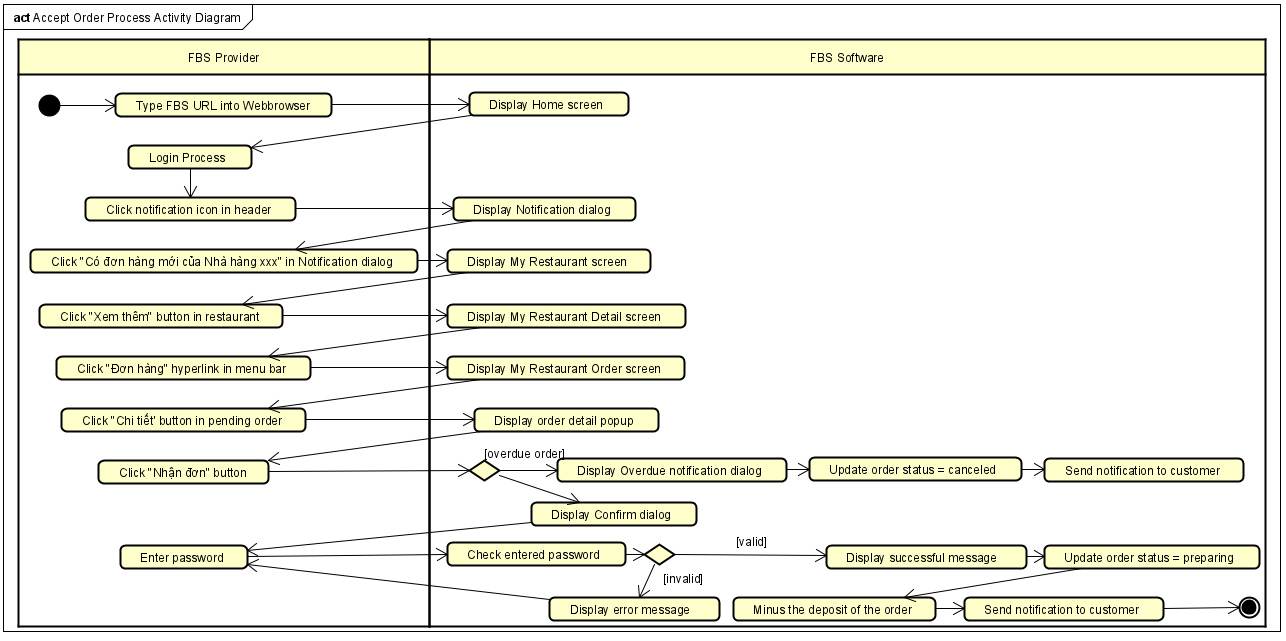 act Accept Order Process Activity Diagram
FBS Provider
FBS Software
Type FBS URL into Webbrowser
Display Home screen
Login Process
Click notification icon in header
Display Notification dialog
Click "Có đơn hàng mới của Nhà hàng xxx" in Notification dialog
Display My Restaurant screen
Click "Xem thêm" button in restaurant
Display My Restaurant Detail screen
Click "Đơn hàng" hyperlink in menu bar
Display My Restaurant Order screen
Click "Chi tiết' button in pending order
Display order detail popup
[overdue order]
Click "Nhận đơn" button
Display Overdue notification dialog
Update order status = canceled
Send notification to customer
Display Confirm dialog
Enter password
Check entered password
[valid]
Display successful message
Update order status = preparing
[invalid]
Display error message
Minus the deposit of the order
Send notification to customer